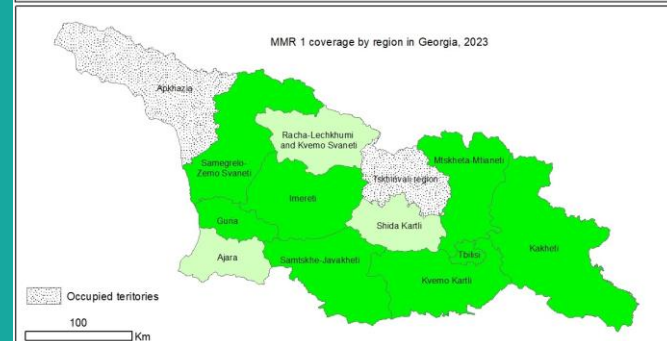 MMR 1 coverage by region in Georgia, 2023
Apkhazia
Racha-Lechkhumi
and Kvemo Svaneti
Samegrelo-
Zemo Svaneti
Mtskheta-Mtianeti
Tskhinvali region
Imereti
Guria
Shida Kartli
Kakheti
Ajara
Samtskhe-Javakheti
Tbilisi
Kvemo Kartli
Occupied teritories
100
Km